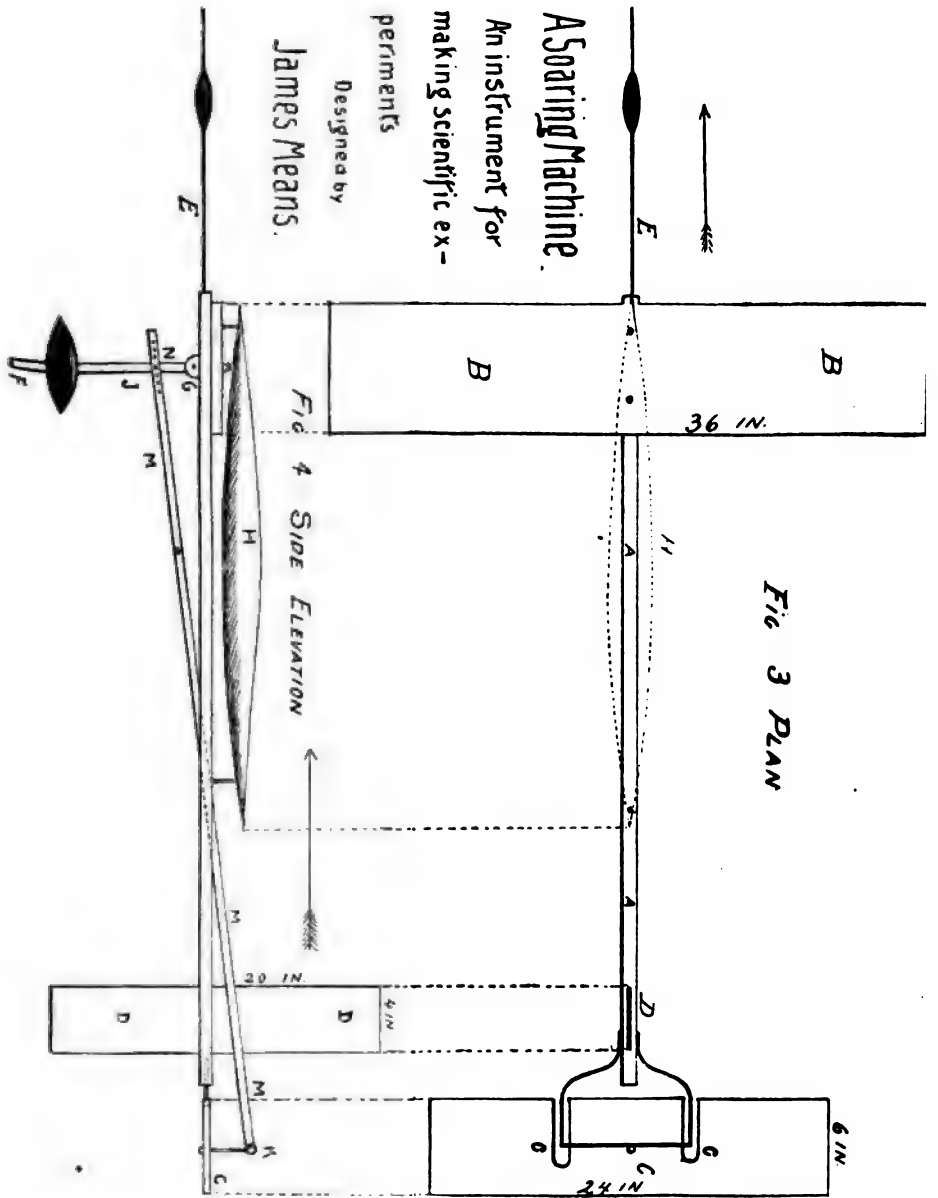 A Soaring Machine.
An instrument for
making scientific ex-
periments
Designed by
James Means.
FIG 3 PLAN
E
B
B
36 IN.
H
A
A
D
G
C
G
24 IN
6 IN.
FIG 4 SIDE ELEVATION
E
H
K
G
N
J
F
M
M
M
20 IN.
4 IN
D
D
K
C